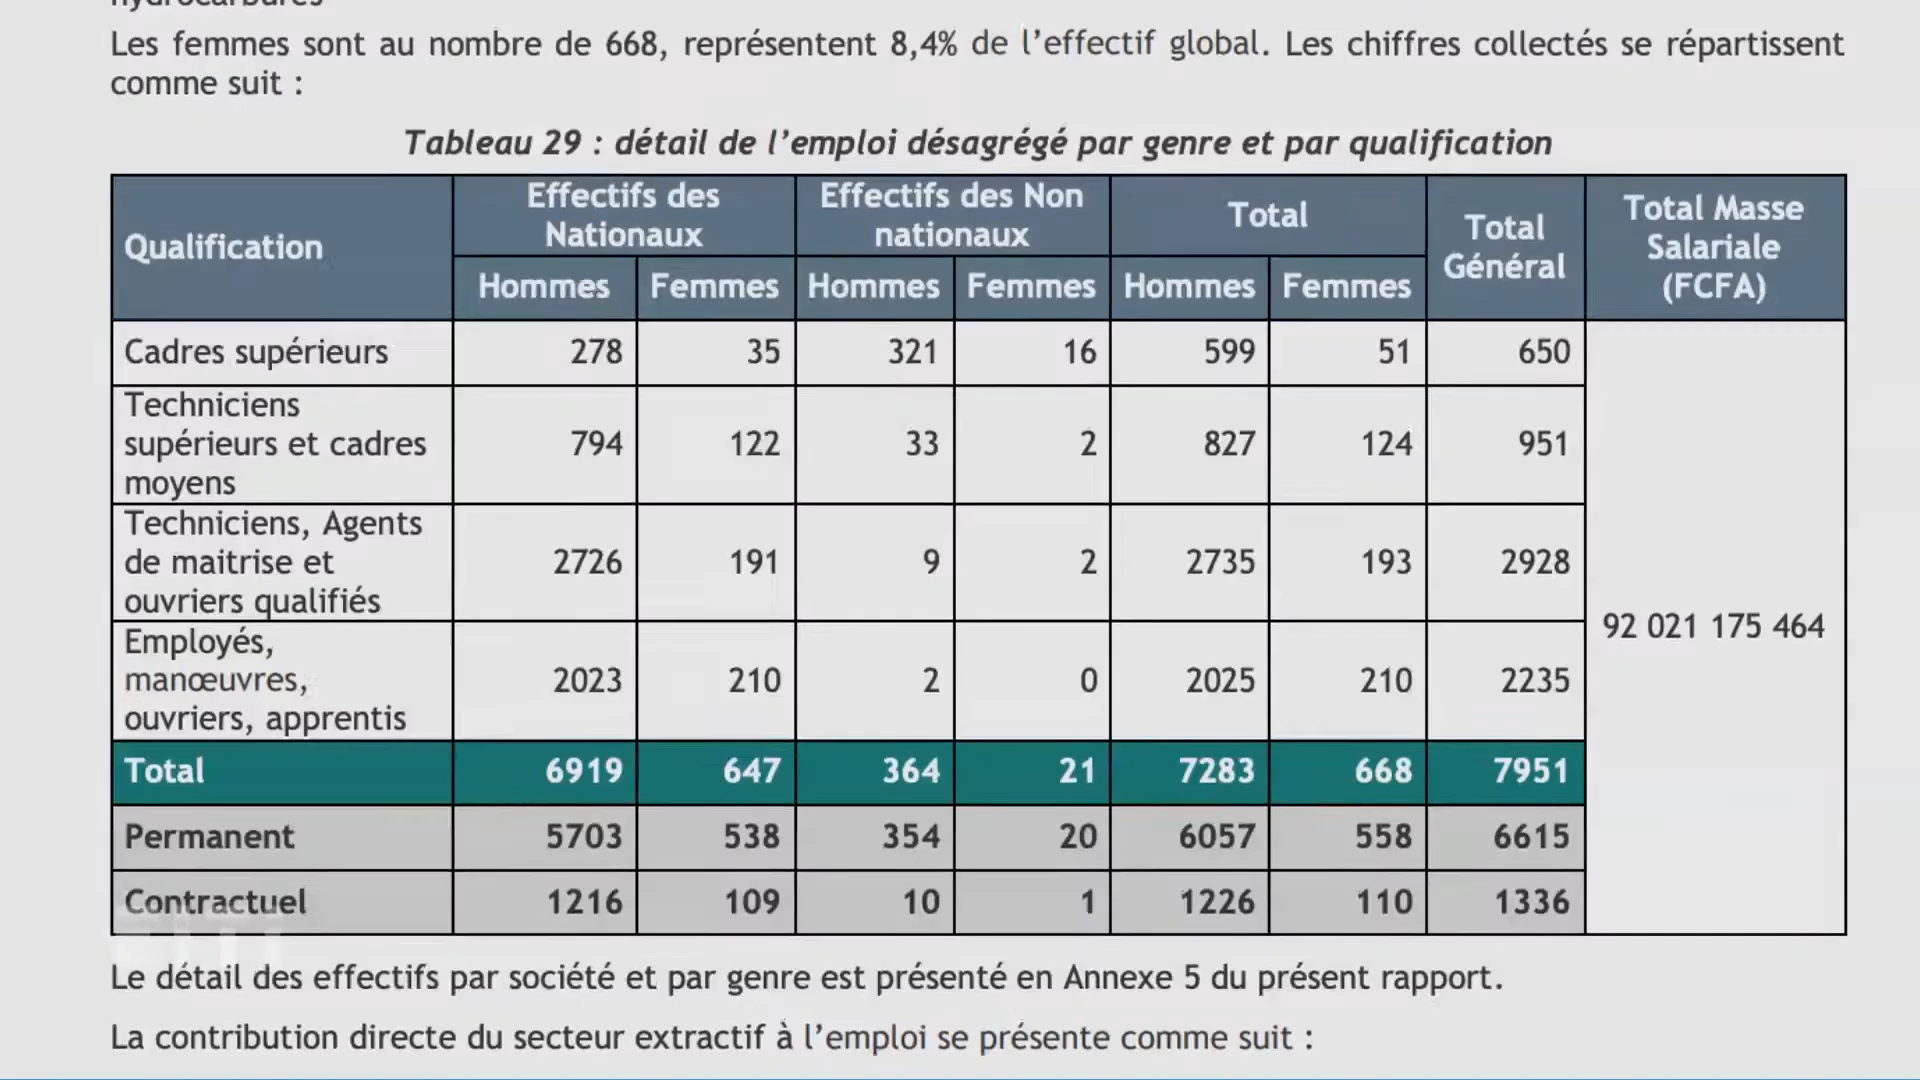 hydrocarbures
Les femmes sont au nombre de 668, représentent 8,4% de l'effectif global. Les chiffres collectés se répartissent
comme suit :
Tableau 29 : détail de l'emploi désagrégé par genre et par qualification
Qualification
Effectifs des Nationaux
Effectifs des Non nationaux
Total
Total Général
Total Masse Salariale (FCFA)
Hommes Femmes Hommes Femmes Hommes Femmes
Cadres supérieurs 278 35 321 16 599 51 650
Techniciens
supérieurs et cadres 794 122 33 2 827 124 951
moyens
Techniciens, Agents
de maitrise et 2726 191 9 2 2735 193 2928
ouvriers qualifiés
92 021 175 464
Employés,
manœuvres, 2023 210 2 0 2025 210 2235
ouvriers, apprentis
Total 6919 647 364 21 7283 668 7951
Permanent 5703 538 354 20 6057 558 6615
Contractuel 1216 109 10 1 1226 110 1336
Le détail des effectifs par société et par genre est présenté en Annexe 5 du présent rapport.
La contribution directe du secteur extractif à l'emploi se présente comme suit :